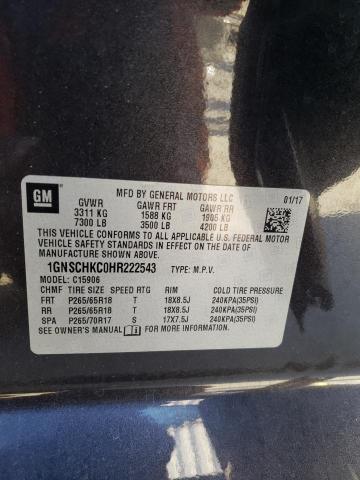 GM
MFD BY GENERAL MOTORS LLC
01/17
GVWR GAWR FRT GAWR RR
3311 KG 1588 KG 1905 KG
7300 LB 3500 LB 4200 LB
THIS VEHICLE CONFORMS TO ALL APPLICABLE U.S. FEDERAL MOTOR
VEHICLE SAFETY, BUMPER, AND THEFT PREVENTION STANDARDS IN
EFFECT ON THE DATE OF
MANUFACTURE SHOWN ABOVE.
1GNSCHKC0HR222543 TYPE: M.P.V.
MODEL: C15906
CHMF TIRE SIZE SPEED RTG RIM COLD TIRE PRESSURE
FRT P265/65R18 T 18X8.5J 240KPA(35PSI)
RR P265/65R18 T 18X8.5J 240KPA(35PSI)
SPA P265/70R17 S 17X7.5J 240KPA(35PSI)
SEE OWNER'S MANUAL FOR MORE INFORMATION.